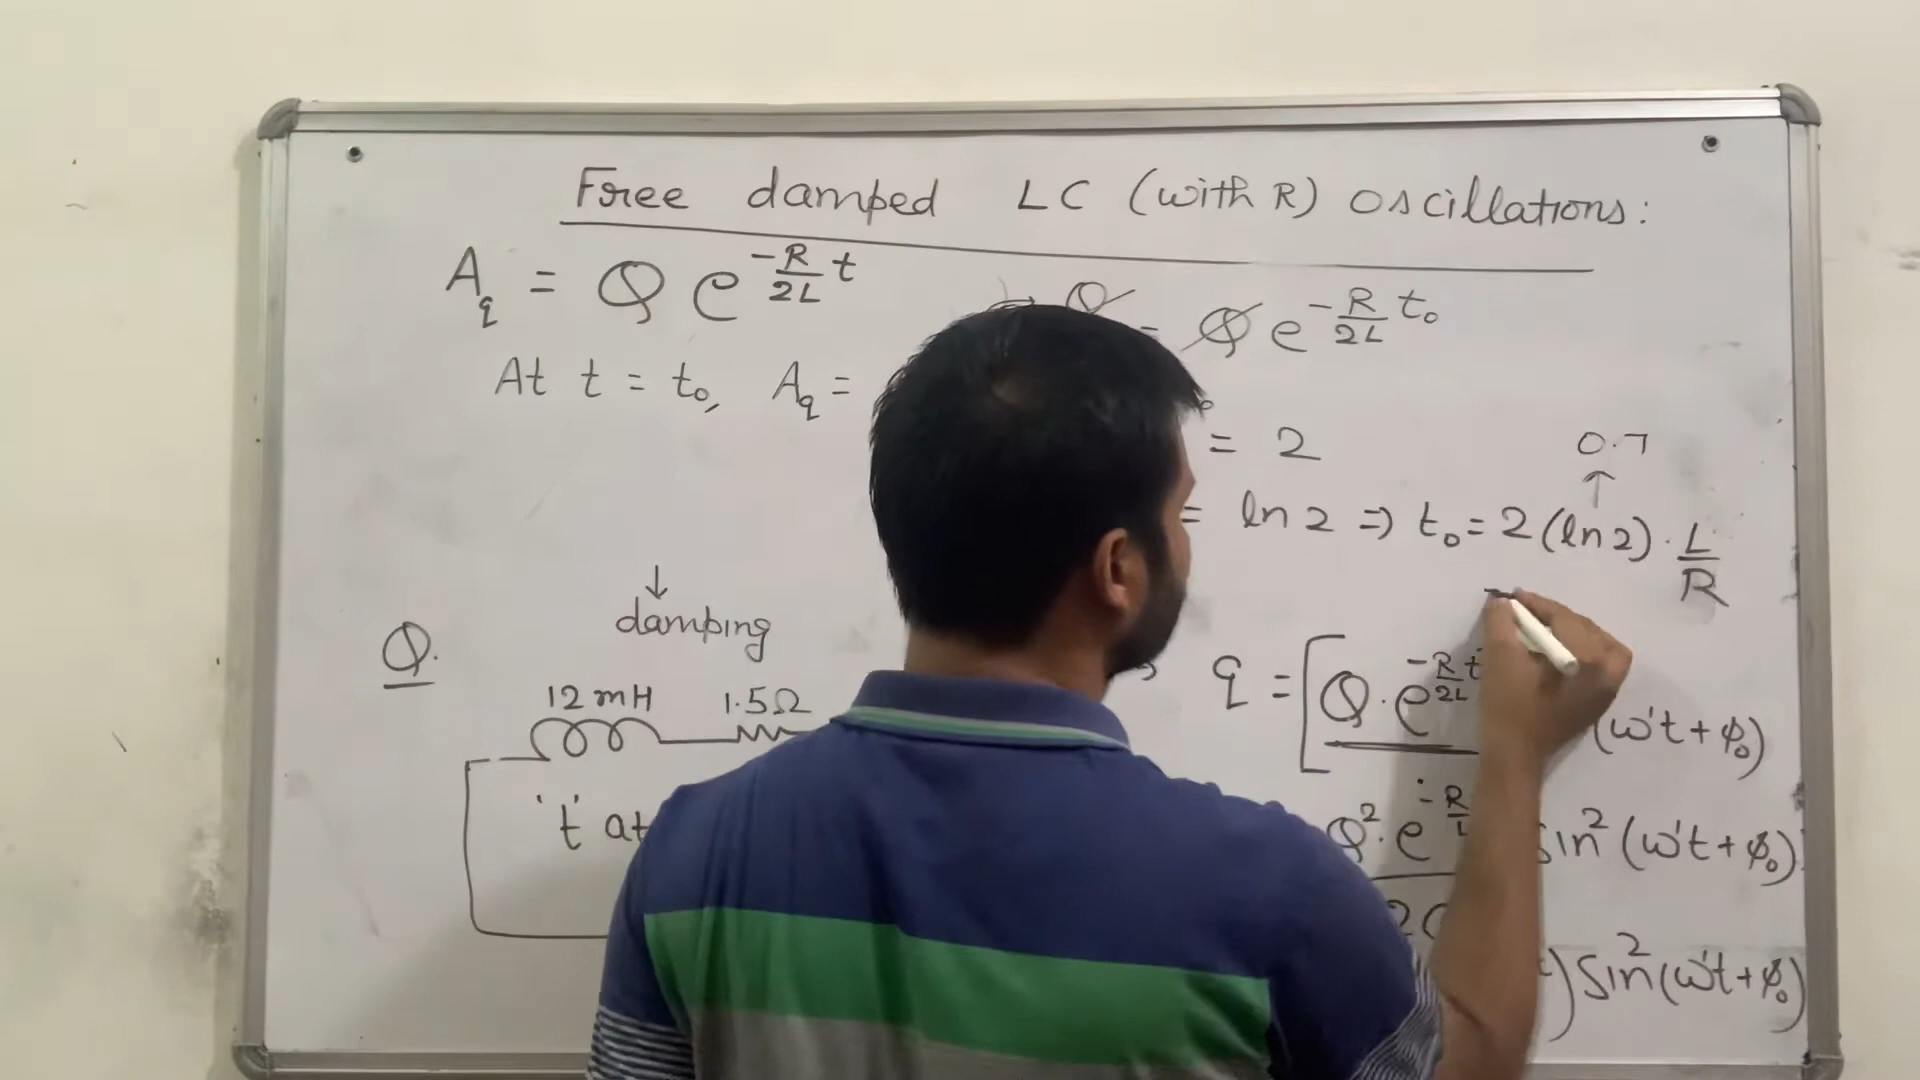 Free damped LC (with R) oscillations:
A_q = Q e^{-R/2L t}
Q = Q e^{-R/2L t₀}
At t = t₀, A_q =
= 2
0.7
↑
= ln 2 ⇒ t₀ = 2 (ln 2) · L/R
↓
damping
Q.
12 mH 1.5Ω
q = [Q · e^{-R/2L t} (ω't + φ₀)
't' at
Q² · e^{-R/L} Sin² (ω't + φ₀)
) Sin² (ω't + φ₀)